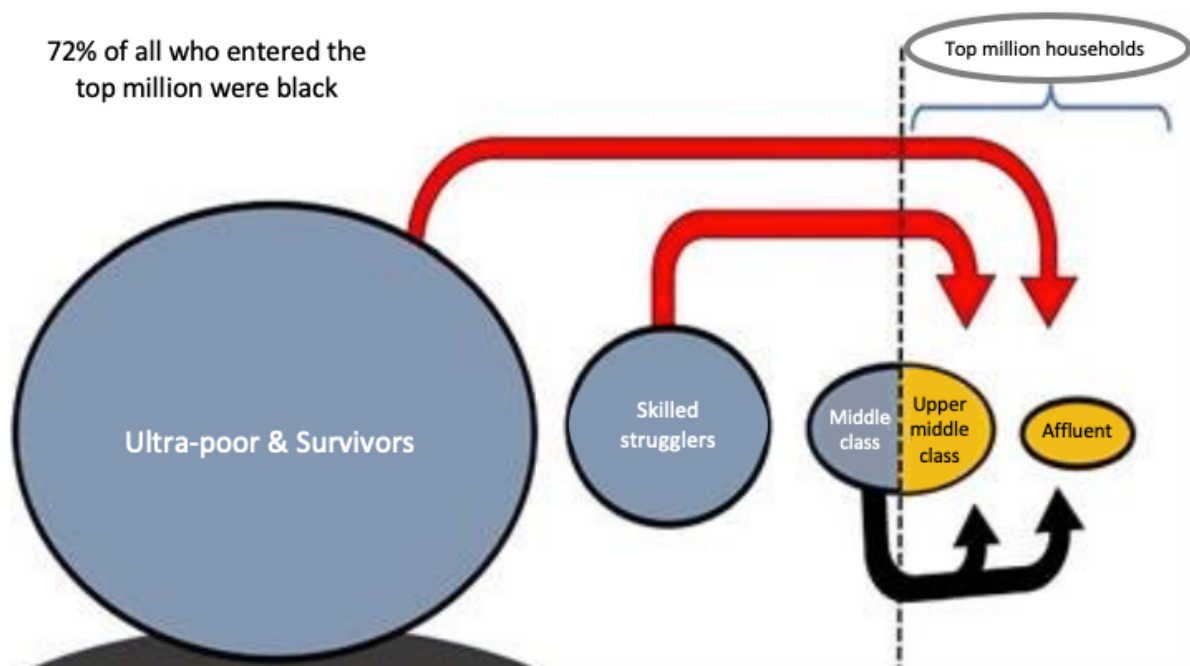 72% of all who entered the
top million were black
Top million households
Ultra-poor & Survivors
Skilled
strugglers
Middle
class
Upper
middle
class
Affluent